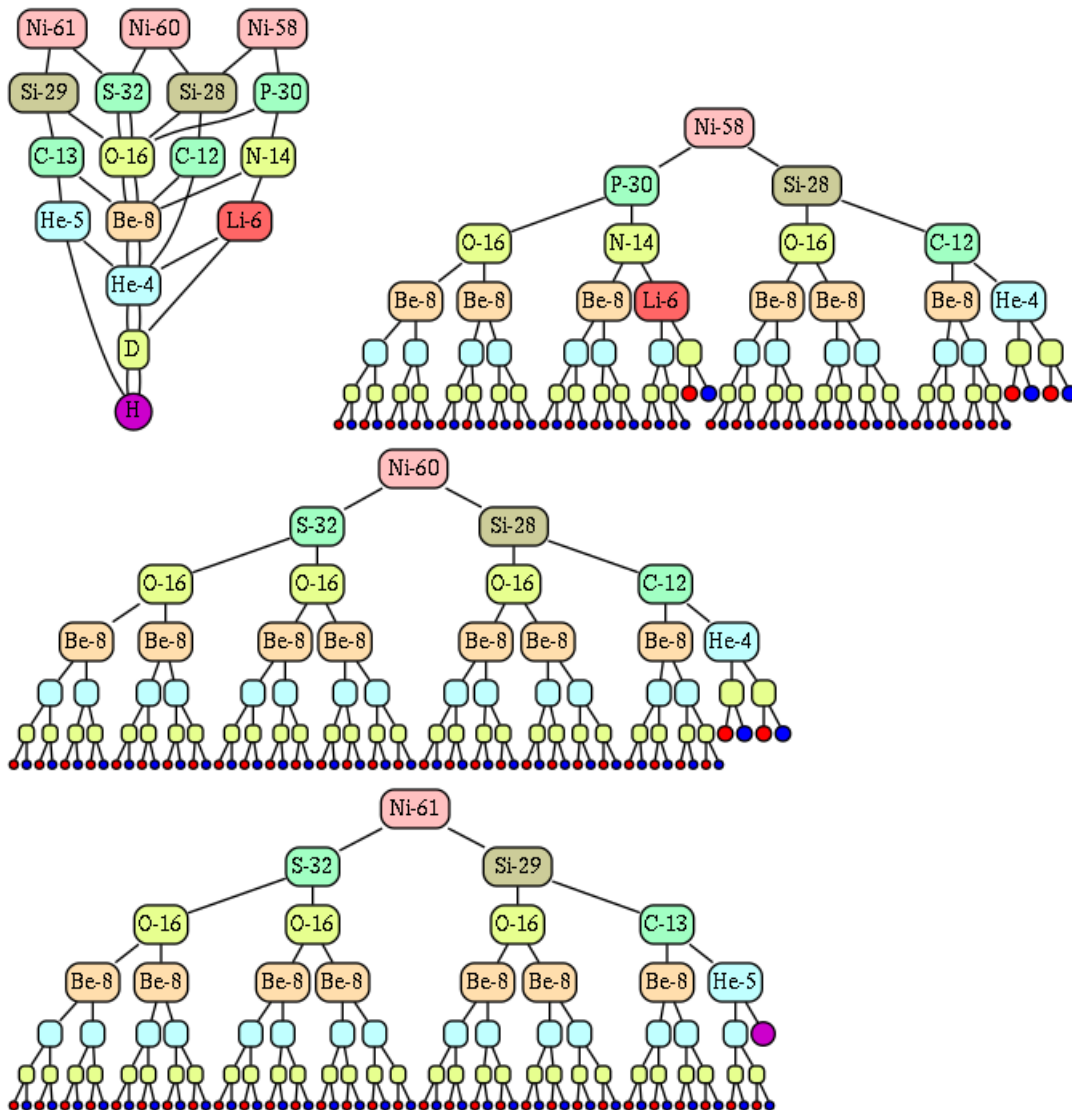 Ni-61 Ni-60 Ni-58
Si-29 S-32 Si-28 P-30
C-13 O-16 C-12 N-14
He-5 Be-8 Li-6
He-4
D
H
Ni-58
P-30 Si-28
O-16 N-14 O-16 C-12
Be-8 Be-8 Be-8 Li-6 Be-8 Be-8 Be-8 He-4
Ni-60
S-32 Si-28
O-16 O-16 O-16 C-12
Be-8 Be-8 Be-8 Be-8 Be-8 Be-8 Be-8 He-4
Ni-61
S-32 Si-29
O-16 O-16 O-16 C-13
Be-8 Be-8 Be-8 Be-8 Be-8 Be-8 Be-8 He-5